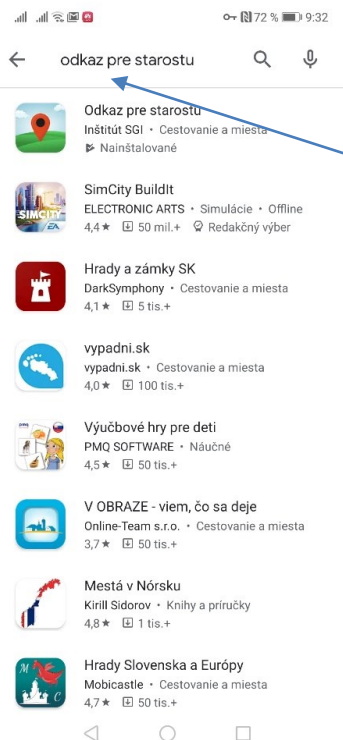 72 % 9:32
odkaz pre starostu
Odkaz pre starostu
Inštitút SGI • Cestovanie a miesta
Nainštalované
SIMCITY
EA
SimCity BuildIt
ELECTRONIC ARTS • Simulácie • Offline
4,4★ 50 mil.+ Redakčný výber
Hrady a zámky SK
DarkSymphony • Cestovanie a miesta
4,1★ 5 tis.+
vypadni.sk
vypadni.sk • Cestovanie a miesta
4,0★ 100 tis.+
PMQ
Výučbové hry pre deti
PMQ SOFTWARE • Náučné
4,5★ 50 tis.+
V OBRAZE - viem, čo sa deje
Online-Team s.r.o. • Cestovanie a miesta
3,7★ 50 tis.+
Mestá v Nórsku
Kirill Sidorov • Knihy a príručky
4,8★ 1 tis.+
M C
Hrady Slovenska a Európy
Mobicastle • Cestovanie a miesta
4,7★ 50 tis.+